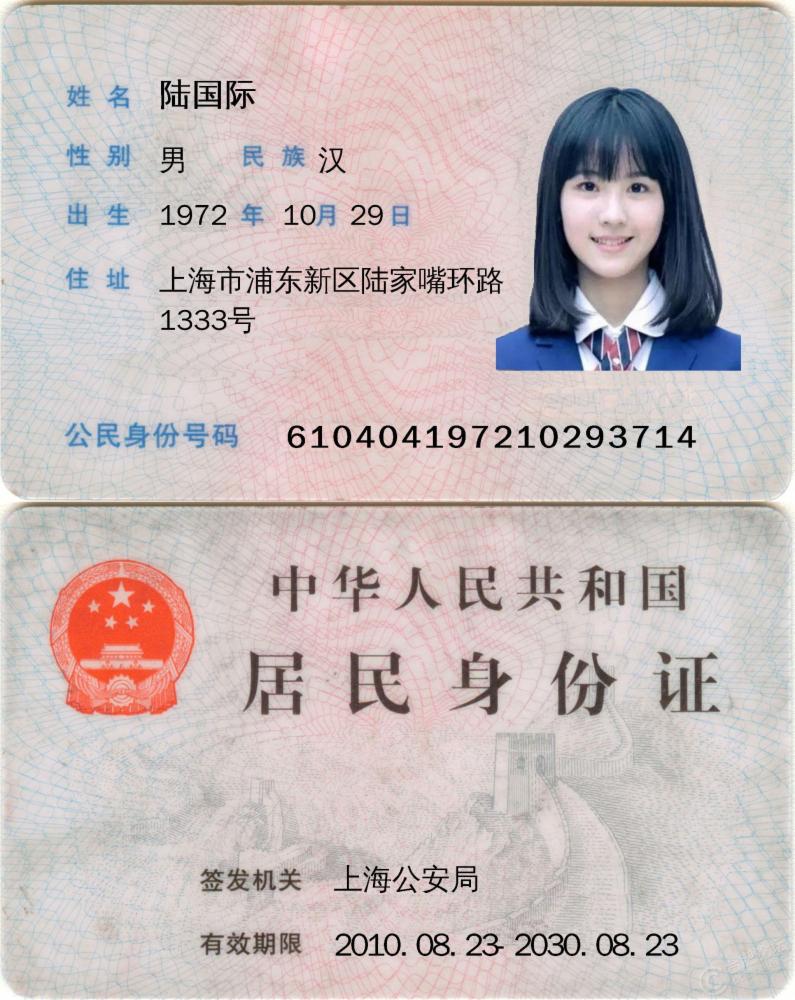 姓名 陆国际
性别 男 民族 汉
出生 1972 年 10月 29日
住址 上海市浦东新区陆家嘴环路
1333号
公民身份号码 610404197210293714
中华人民共和国
居民身份证
签发机关 上海公安局
有效期限 2010.08.23-2030.08.23